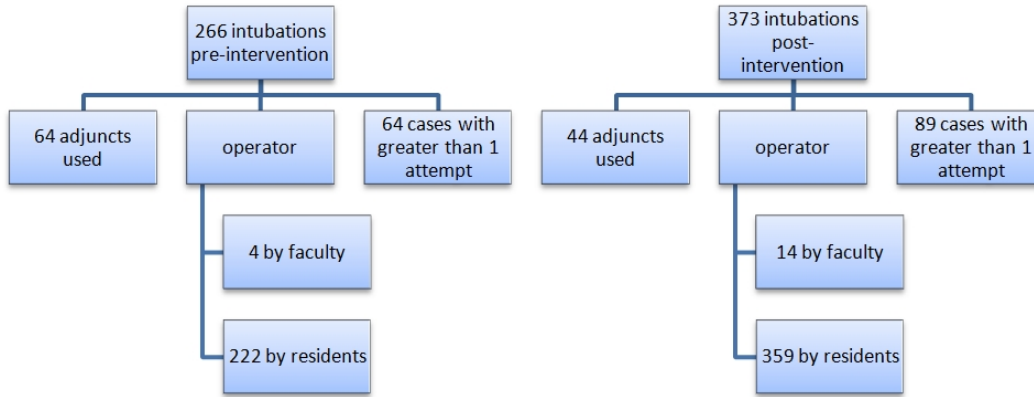 266 intubations
pre-intervention
64 adjuncts
used
operator
64 cases with
greater than 1
attempt
4 by faculty
222 by residents
373 intubations
post-
intervention
44 adjuncts
used
operator
89 cases with
greater than 1
attempt
14 by faculty
359 by residents